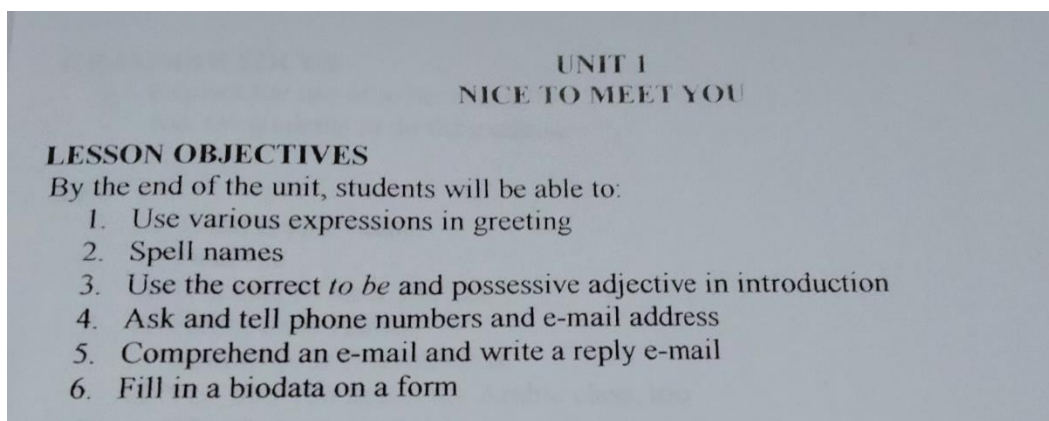 UNIT 1
NICE TO MEET YOU
LESSON OBJECTIVES
By the end of the unit, students will be able to:
1. Use various expressions in greeting
2. Spell names
3. Use the correct to be and possessive adjective in introduction
4. Ask and tell phone numbers and e-mail address
5. Comprehend an e-mail and write a reply e-mail
6. Fill in a biodata on a form